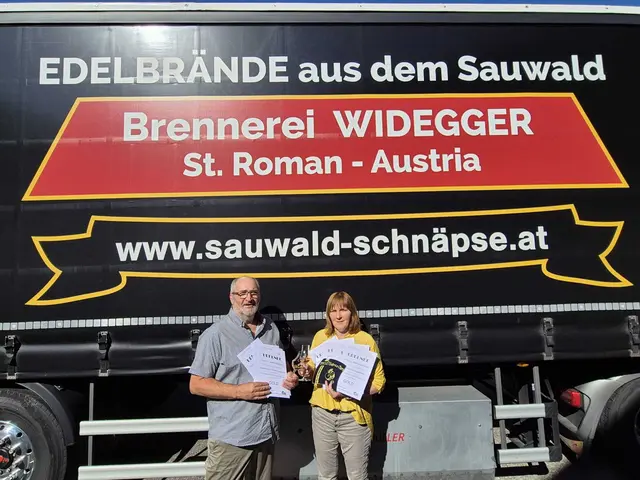 EDELBRÄNDE aus dem Sauwald
Brennerei WIDEGGER
St. Roman - Austria
www.sauwald-schnäpse.at